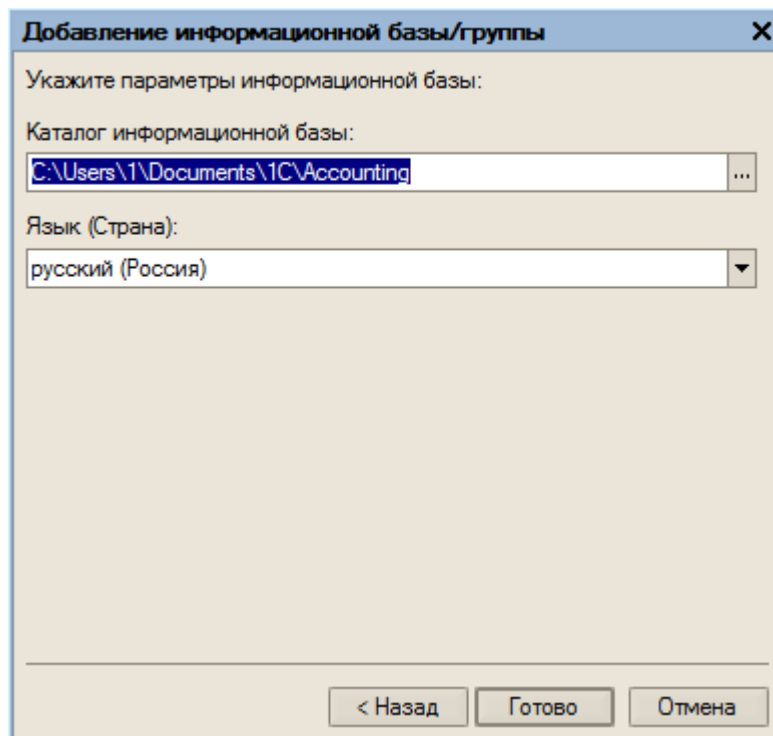 Добавление информационной базы/группы
Укажите параметры информационной базы:
Каталог информационной базы:
C:\Users\1\Documents\1C\Accounting
...
Язык (Страна):
русский (Россия)
< Назад
Готово
Отмена